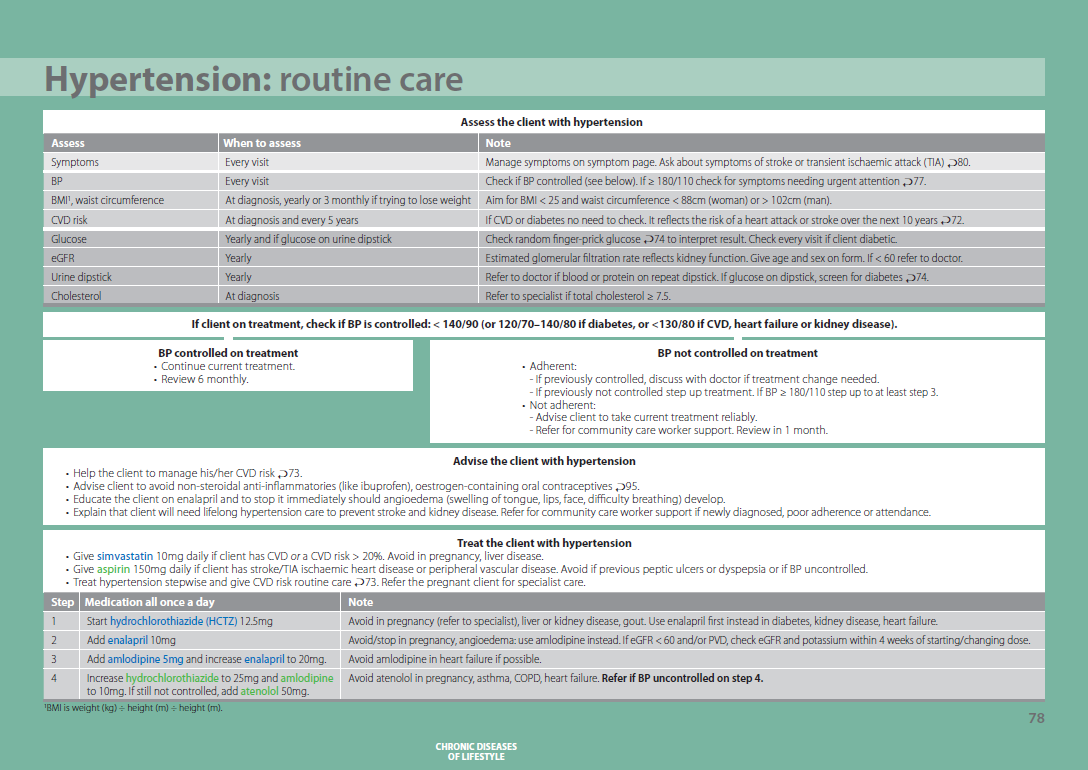 Hypertension: routine care
Assess the client with hypertension
Assess When to assess Note
Symptoms Every visit Manage symptoms on symptom page. Ask about symptoms of stroke or transient ischaemic attack (TIA) 80.
BP Every visit Check if BP controlled (see below). If ≥ 180/110 check for symptoms needing urgent attention 77.
BMI¹, waist circumference At diagnosis, yearly or 3 monthly if trying to lose weight Aim for BMI < 25 and waist circumference < 88cm (woman) or > 102cm (man).
CVD risk At diagnosis and every 5 years If CVD or diabetes no need to check. It reflects the risk of a heart attack or stroke over the next 10 years 72.
Glucose Yearly and if glucose on urine dipstick Check random finger-prick glucose 74 to interpret result. Check every visit if client diabetic.
eGFR Yearly Estimated glomerular filtration rate reflects kidney function. Give age and sex on form. If < 60 refer to doctor.
Urine dipstick Yearly Refer to doctor if blood or protein on repeat dipstick. If glucose on dipstick, screen for diabetes 74.
Cholesterol At diagnosis Refer to specialist if total cholesterol ≥ 7.5.
If client on treatment, check if BP is controlled: < 140/90 (or 120/70–140/80 if diabetes, or <130/80 if CVD, heart failure or kidney disease).
BP controlled on treatment
• Continue current treatment.
• Review 6 monthly.
BP not controlled on treatment
• Adherent:
- If previously controlled, discuss with doctor if treatment change needed.
- If previously not controlled step up treatment. If BP ≥ 180/110 step up to at least step 3.
• Not adherent:
- Advise client to take current treatment reliably.
- Refer for community care worker support. Review in 1 month.
Advise the client with hypertension
• Help the client to manage his/her CVD risk 73.
• Advise client to avoid non-steroidal anti-inflammatories (like ibuprofen), oestrogen-containing oral contraceptives 95.
• Educate the client on enalapril and to stop it immediately should angioedema (swelling of tongue, lips, face, difficulty breathing) develop.
• Explain that client will need lifelong hypertension care to prevent stroke and kidney disease. Refer for community care worker support if newly diagnosed, poor adherence or attendance.
Treat the client with hypertension
• Give simvastatin 10mg daily if client has CVD or a CVD risk > 20%. Avoid in pregnancy, liver disease.
• Give aspirin 150mg daily if client has stroke/TIA ischaemic heart disease or peripheral vascular disease. Avoid if previous peptic ulcers or dyspepsia or if BP uncontrolled.
• Treat hypertension stepwise and give CVD risk routine care 73. Refer the pregnant client for specialist care.
Step Medication all once a day Note
1 Start hydrochlorothiazide (HCTZ) 12.5mg Avoid in pregnancy (refer to specialist), liver or kidney disease, gout. Use enalapril first instead in diabetes, kidney disease, heart failure.
2 Add enalapril 10mg Avoid/stop in pregnancy, angioedema: use amlodipine instead. If eGFR < 60 and/or PVD, check eGFR and potassium within 4 weeks of starting/changing dose.
3 Add amlodipine 5mg and increase enalapril to 20mg. Avoid amlodipine in heart failure if possible.
4 Increase hydrochlorothiazide to 25mg and amlodipine Avoid atenolol in pregnancy, asthma, COPD, heart failure. Refer if BP uncontrolled on step 4.
to 10mg. If still not controlled, add atenolol 50mg.
¹BMI is weight (kg) ÷ height (m) ÷ height (m).
78
CHRONIC DISEASES
OF LIFESTYLE